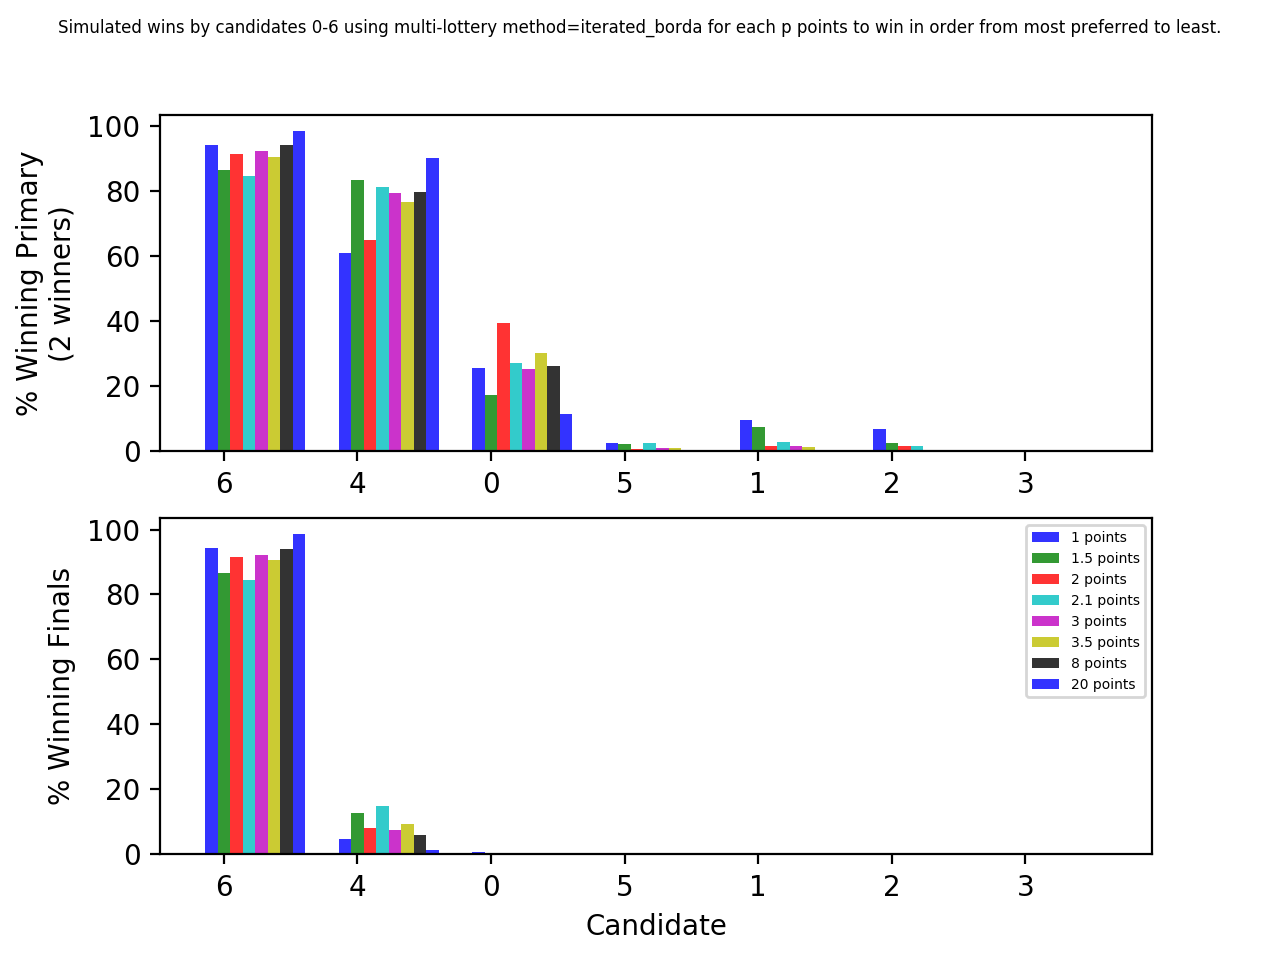 Simulated wins by candidates 0-6 using multi-lottery method=iterated_borda for each p points to win in order from most preferred to least.
% Winning Primary
(2 winners)
100
80
60
40
20
0
6 4 0 5 1 2 3
% Winning Finals
100
80
60
40
20
0
1 points
1.5 points
2 points
2.1 points
3 points
3.5 points
8 points
20 points
6 4 0 5 1 2 3
Candidate